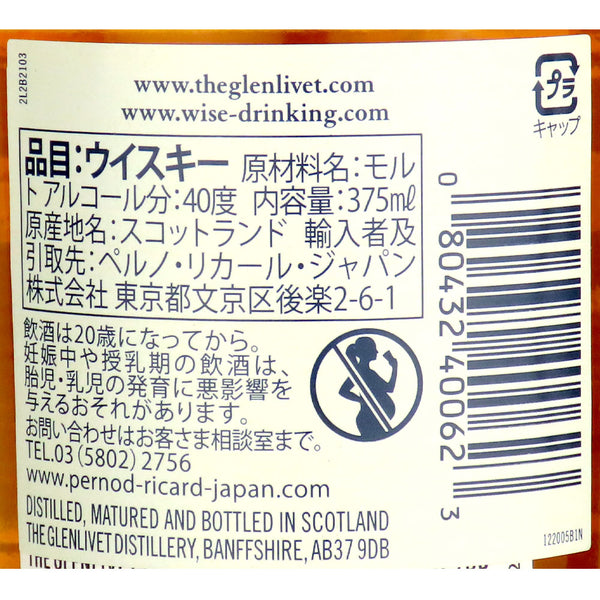 2L2B2103
www.theglenlivet.com
www.wise-drinking.com
プラ
キャップ
品目:ウイスキー 原材料名:モル
ト アルコール分:40度 内容量:375mℓ
原産地名:スコットランド 輸入者及
引取先:ペルノ・リカール・ジャパン
株式会社 東京都文京区後楽2-6-1
飲酒は20歳になってから。
妊娠中や授乳期の飲酒は、
胎児・乳児の発育に悪影響を
与えるおそれがあります。
お問い合わせはお客さま相談室まで。
TEL.03 (5802) 2756
www.pernod-ricard-japan.com
DISTILLED, MATURED AND BOTTLED IN SCOTLAND
THE GLENLIVET DISTILLERY, BANFFSHIRE, AB37 9DB
0 80432 40062 3
122005B1N